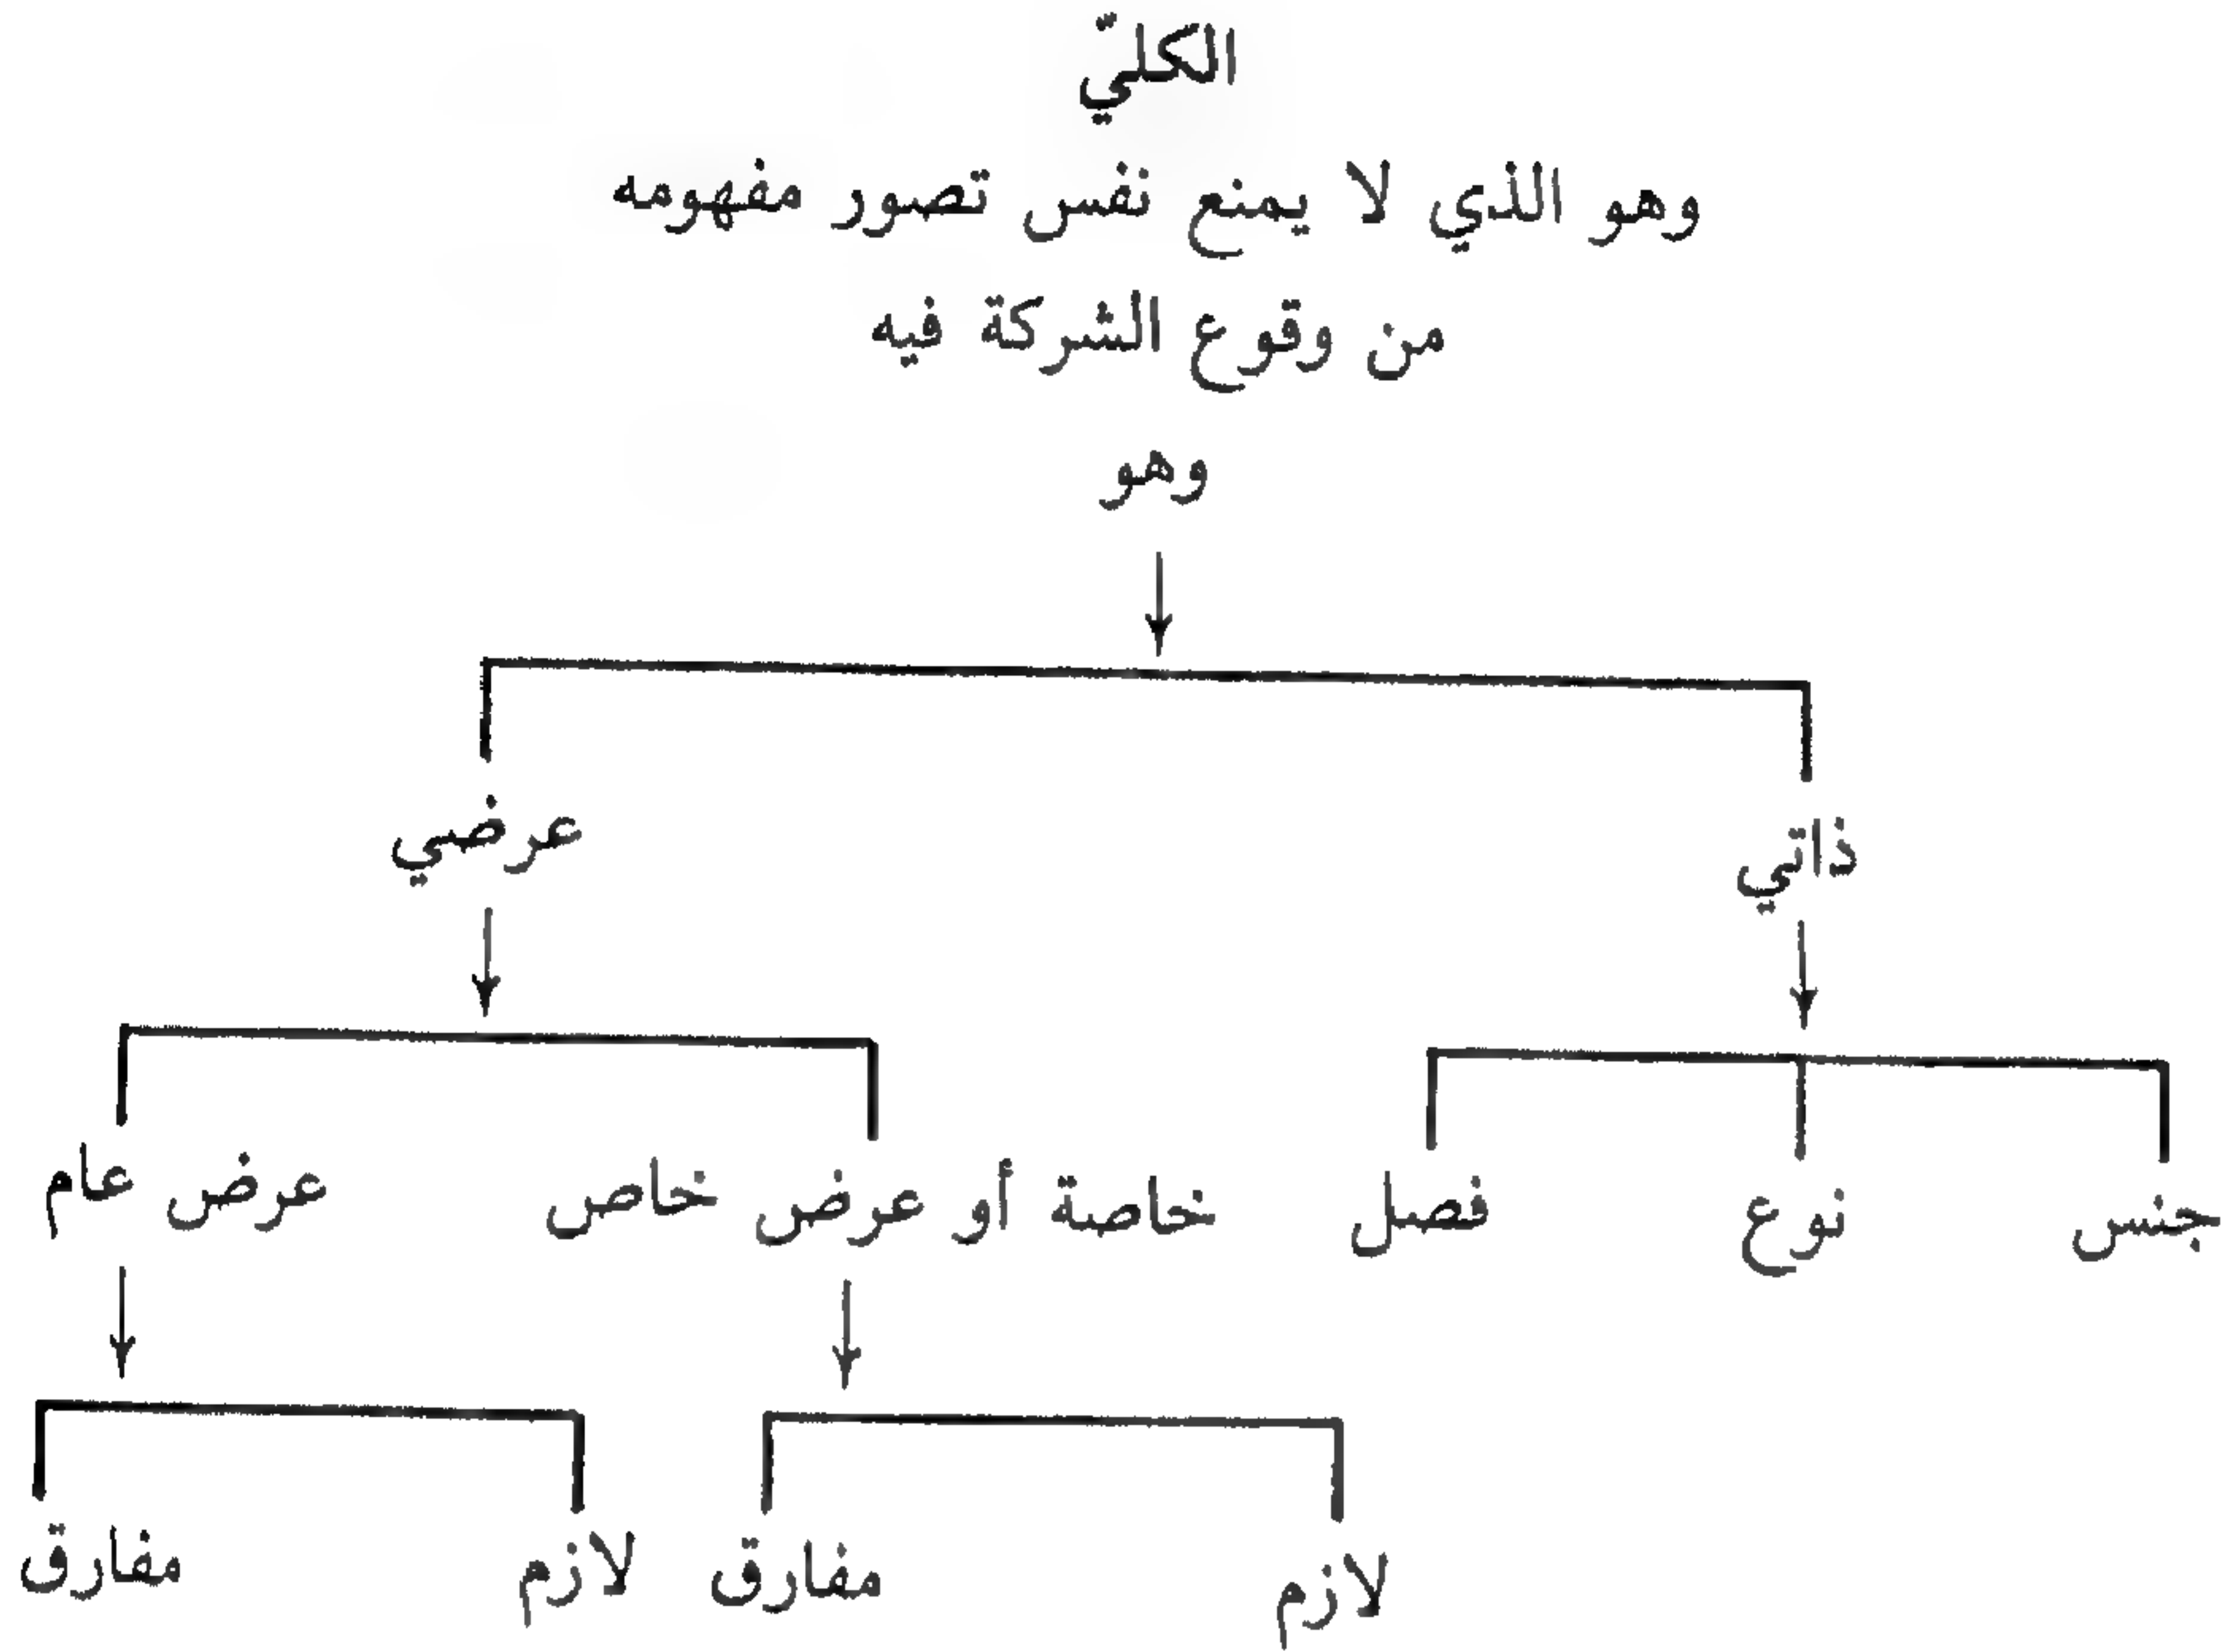 الكليّ
وهو الذي لا يمنع نفس تصور مفهومه
من وقوع الشركة فيه
وهو
ذاتي عرضي
جنس نوع فصل خاصة أو عرض خاص عرض عام
لازم مفارق لازم مفارق